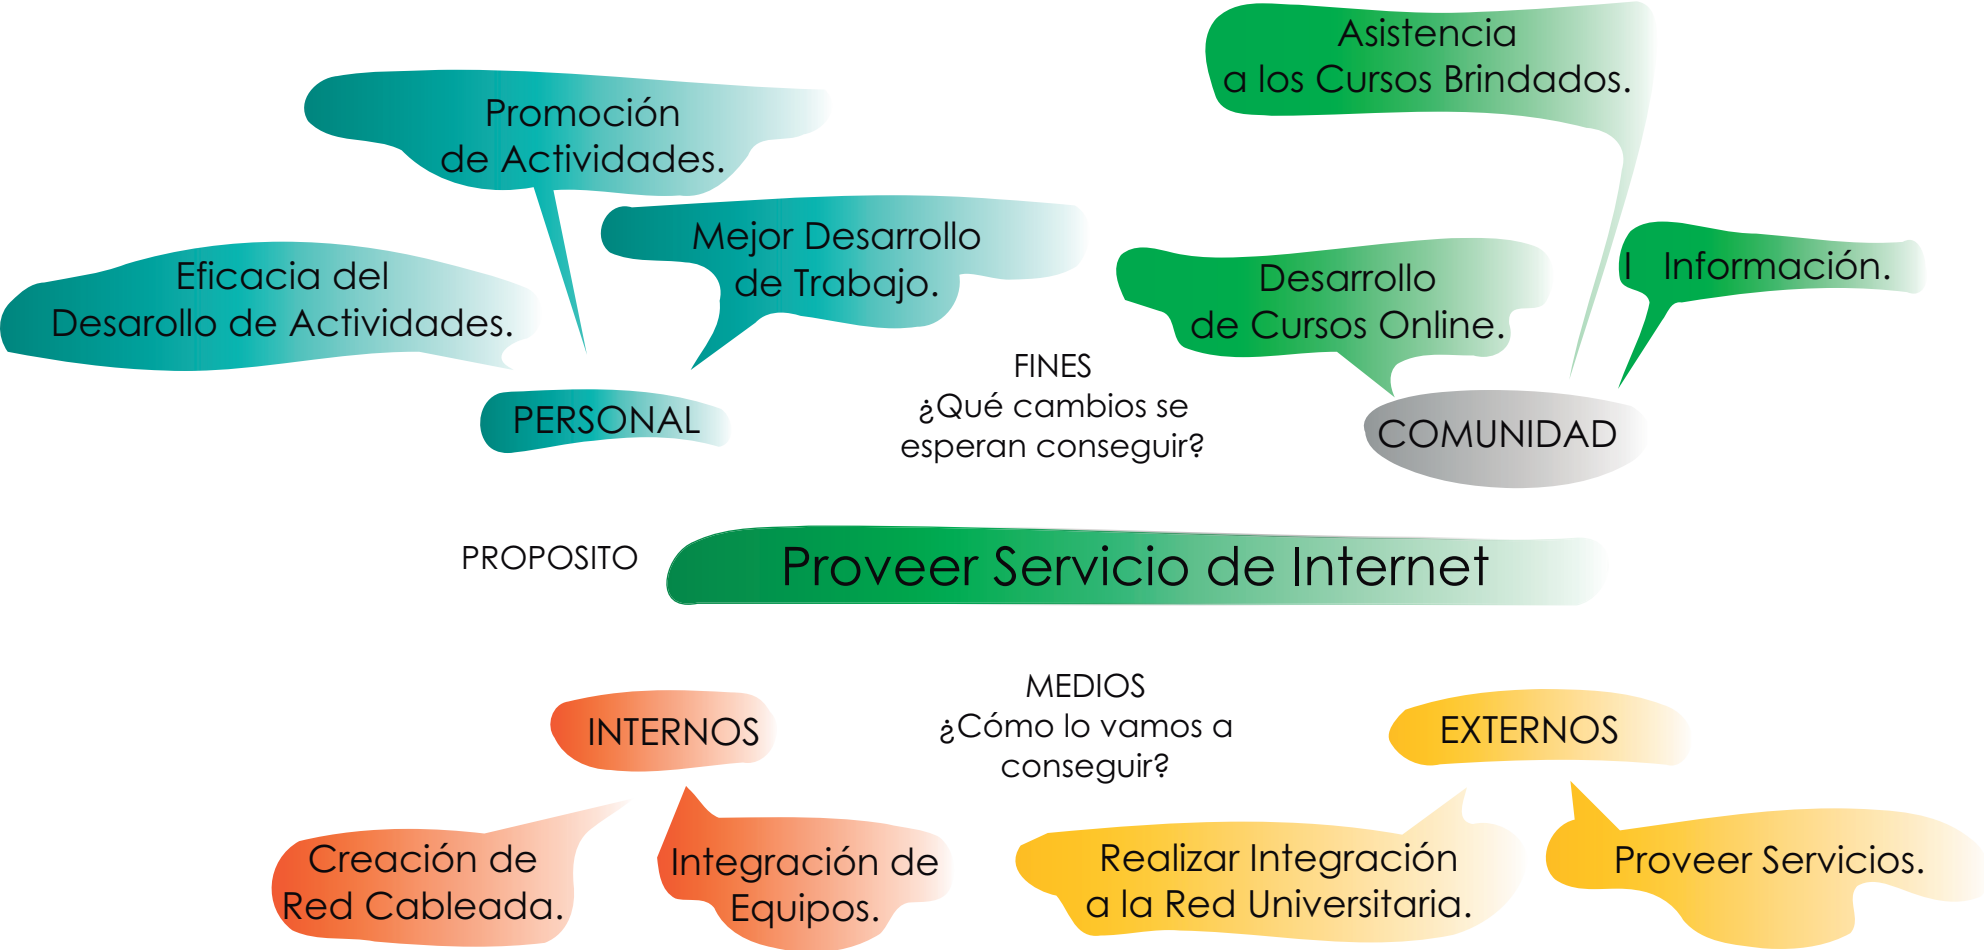 Asistencia
a los Cursos Brindados.
Promoción
de Actividades.
Mejor Desarrollo
de Trabajo.
Eficacia del
Desarollo de Actividades.
Desarrollo
de Cursos Online.
I Información.
FINES
¿Qué cambios se
esperan conseguir?
PERSONAL
COMUNIDAD
PROPOSITO
Proveer Servicio de Internet
MEDIOS
¿Cómo lo vamos a
conseguir?
INTERNOS
EXTERNOS
Creación de
Red Cableada.
Integración de
Equipos.
Realizar Integración
a la Red Universitaria.
Proveer Servicios.